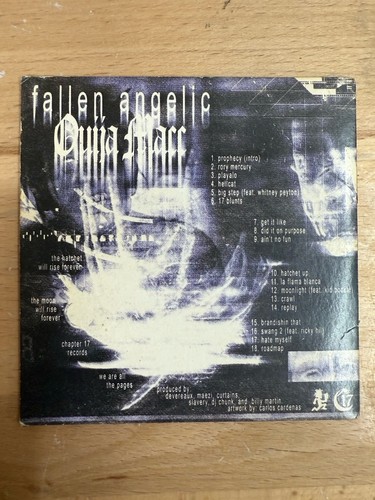 fallen angelic
Ouija Macc
1. prophecy (intro)
2. rory mercury
3. playalo
4. hellcat
5. big step (feat. whitney peyton)
6. 17 blunts
7. get it like
8. did it on purpose
9. ain't no fun
the hatchet
will rise forever
10. hatchet up
11. la flama blanca
12. moonlight (feat. kid bookie)
13. crawl
14. replay
the moon
will rise
forever
15. brandishin that
16. swang 2 (feat. ricky hil)
17. hate myself
18. roadmap
chapter 17
records
we are all
the pages
produced by
devereaux, maezi, curtains,
slavery, dj chunk, and billy martin
artwork by: carlos cardenas
17